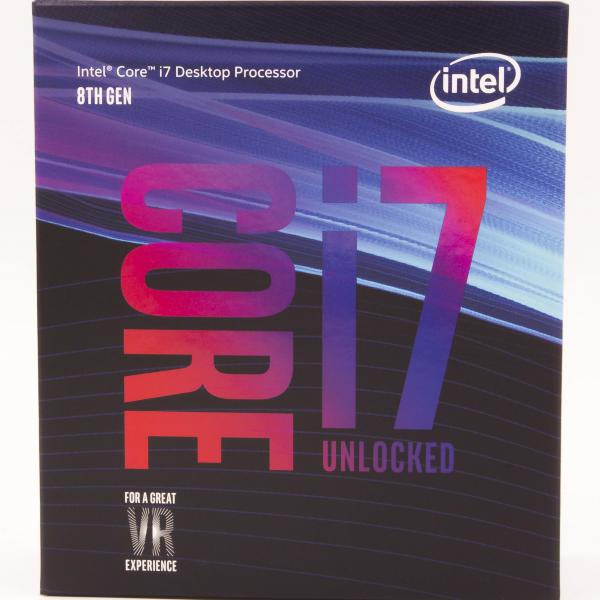 Intel® Core™ i7 Desktop Processor
8TH GEN
intel®
CORE
i7
UNLOCKED
FOR A GREAT
VR
EXPERIENCE